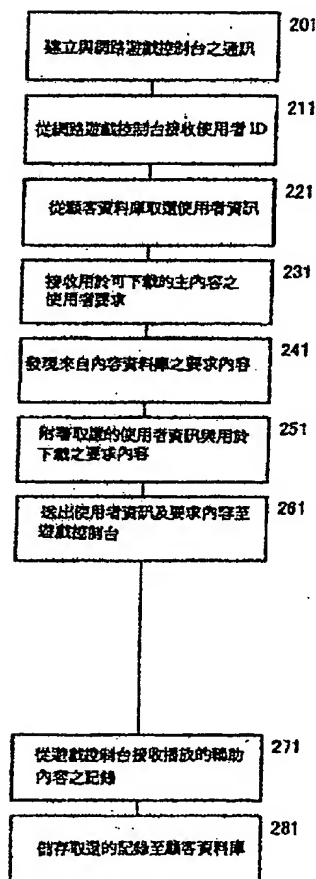 201
建立與網路遊戲控制台之通訊
211
從網路遊戲控制台接收使用者ID
221
從顧客資料庫取還使用者資訊
231
接收用於可下載的主內容之
使用者要求
241
發現來自內容資料庫之要求內容
251
附著取還的使用者資訊與用於
下載之要求內容
261
送出使用者資訊及要求內容至
遊戲控制台
271
從遊戲控制台接收播放的輔助
內容之記錄
281
儲存取還的記錄至顧客資料庫